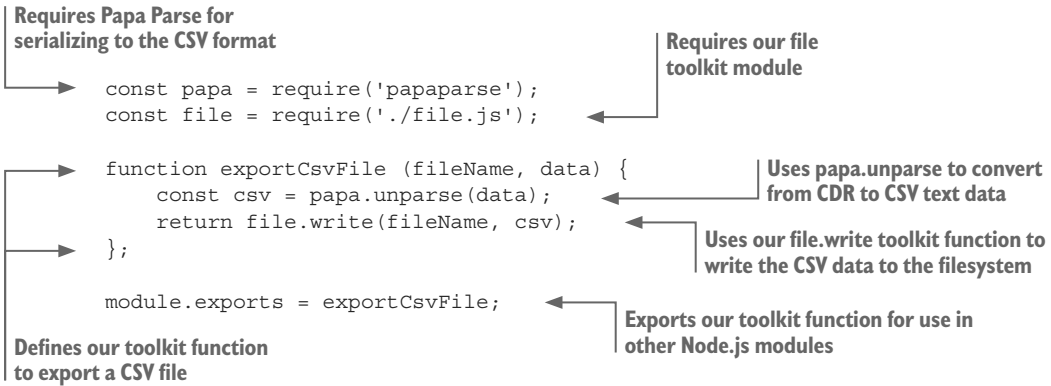 Requires Papa Parse for
serializing to the CSV format
Requires our file
toolkit module
const papa = require('papaparse');
const file = require('./file.js');
function exportCsvFile (fileName, data) {
    const csv = papa.unparse(data);
    return file.write(fileName, csv);
};
Uses papa.unparse to convert
from CDR to CSV text data
Uses our file.write toolkit function to
write the CSV data to the filesystem
module.exports = exportCsvFile;
Exports our toolkit function for use in
other Node.js modules
Defines our toolkit function
to export a CSV file